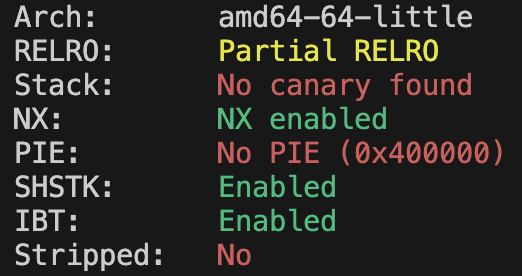 Arch:     amd64-64-little
RELRO:    Partial RELRO
Stack:    No canary found
NX:       NX enabled
PIE:      No PIE (0x400000)
SHSTK:    Enabled
IBT:      Enabled
Stripped: No